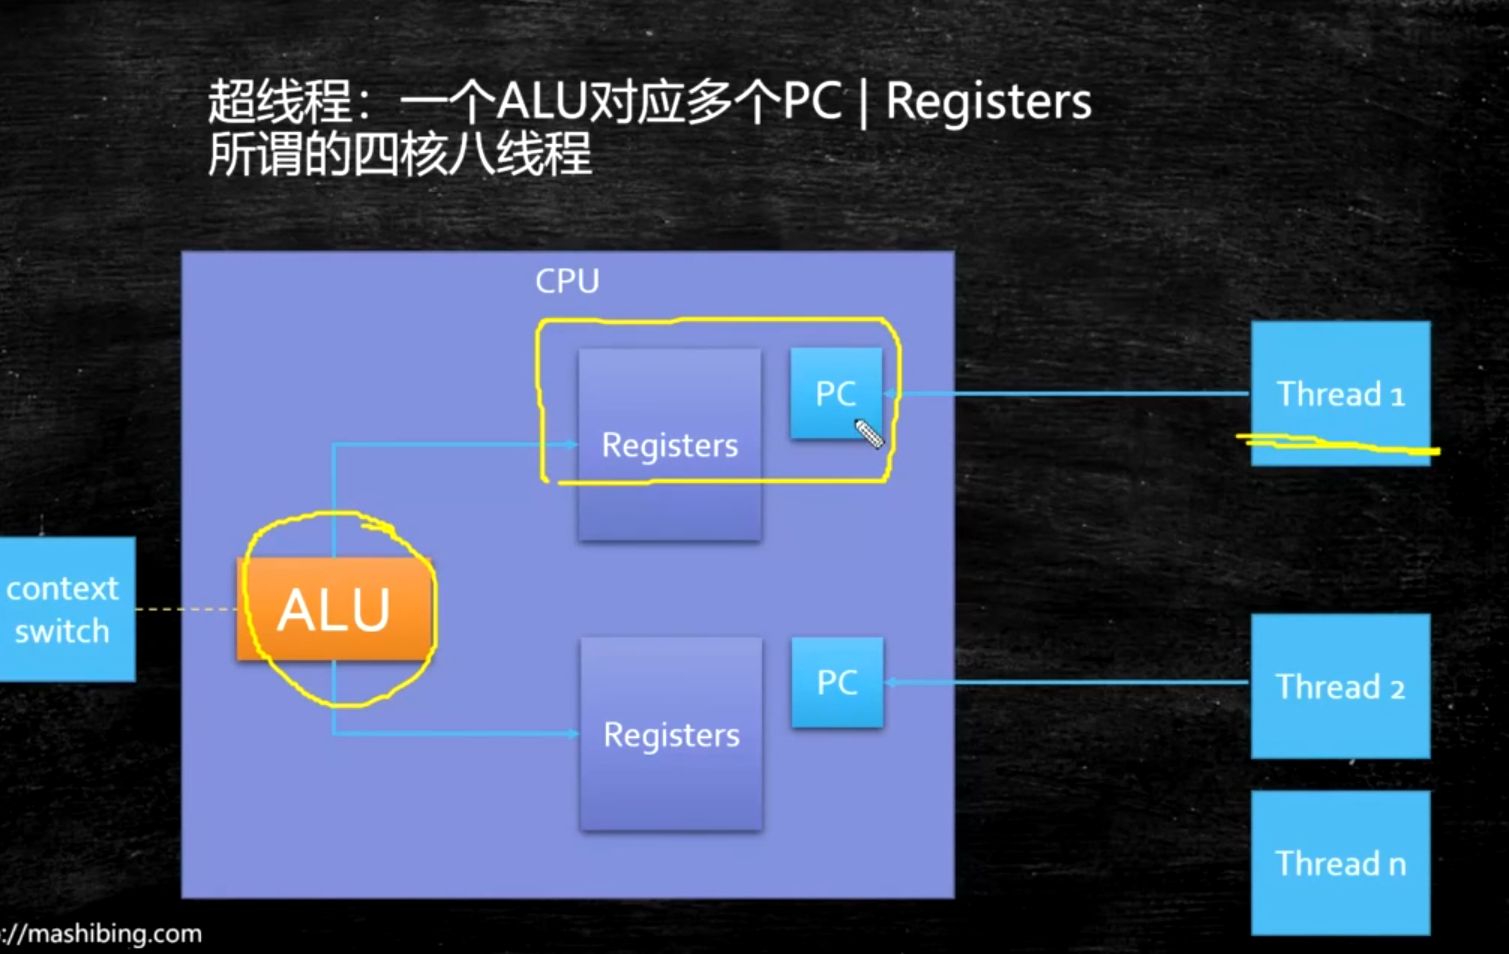 超线程：一个ALU对应多个PC | Registers
所谓的四核八线程
CPU
Registers
PC
Thread 1
context
switch
ALU
Registers
PC
Thread 2
Thread n
://mashibing.com